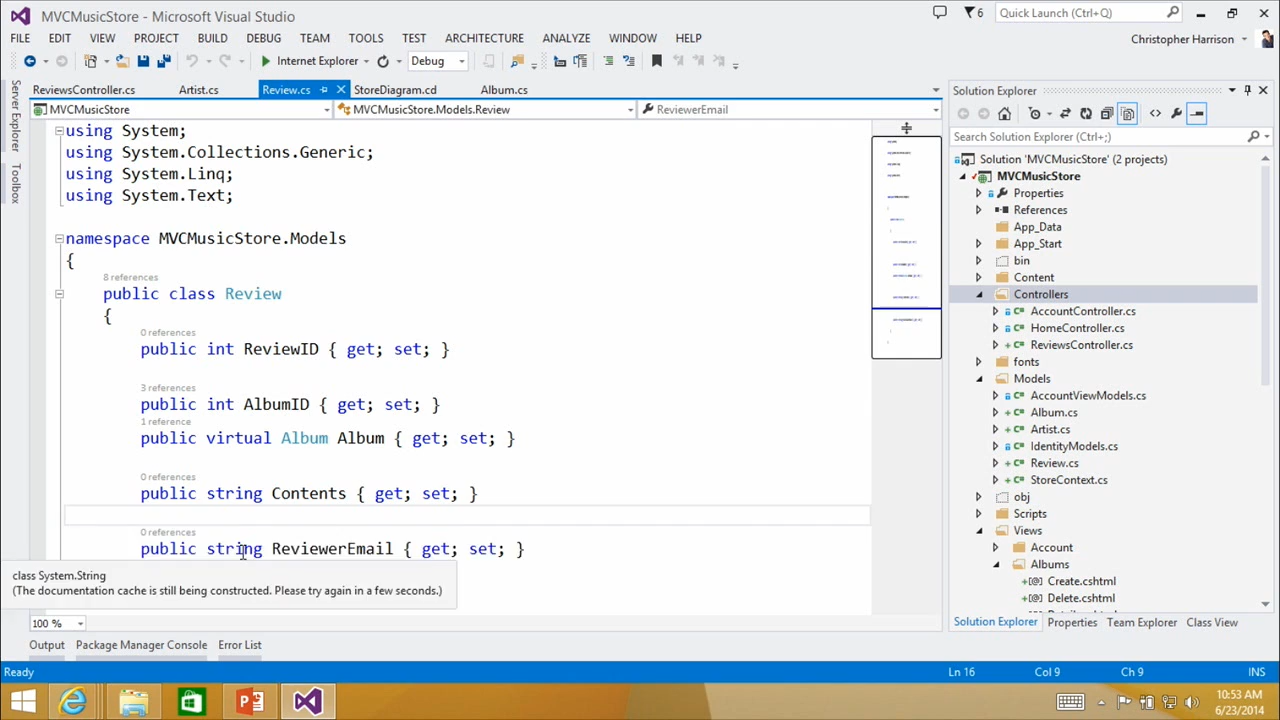 MVCMusicStore - Microsoft Visual Studio
6
Quick Launch (Ctrl+Q)
FILE EDIT VIEW PROJECT BUILD DEBUG TEAM TOOLS TEST ARCHITECTURE ANALYZE WINDOW HELP
Christopher Harrison
Internet Explorer
Debug
ReviewsController.cs Artist.cs Review.cs StoreDiagram.cd Album.cs
MVCMusicStore MVCMusicStore.Models.Review ReviewerEmail
Server Explorer
Toolbox
using System;
using System.Collections.Generic;
using System.Linq;
using System.Text;
namespace MVCMusicStore.Models
{
8 references
public class Review
{
0 references
public int ReviewID { get; set; }
3 references
public int AlbumID { get; set; }
1 reference
public virtual Album Album { get; set; }
0 references
public string Contents { get; set; }
0 references
public string ReviewerEmail { get; set; }
class System.String
(The documentation cache is still being constructed. Please try again in a few seconds.)
100 %
Output Package Manager Console Error List
Solution Explorer
Search Solution Explorer (Ctrl+;)
Solution 'MVCMusicStore' (2 projects)
MVCMusicStore
Properties
References
App_Data
App_Start
bin
Content
Controllers
AccountController.cs
HomeController.cs
ReviewsController.cs
fonts
Models
AccountViewModels.cs
Album.cs
Artist.cs
IdentityModels.cs
Review.cs
StoreContext.cs
obj
Scripts
Views
Account
Albums
Create.cshtml
Delete.cshtml
Solution Explorer Properties Team Explorer Class View
Ready Ln 16 Col 9 Ch 9 INS
10:53 AM
6/23/2014